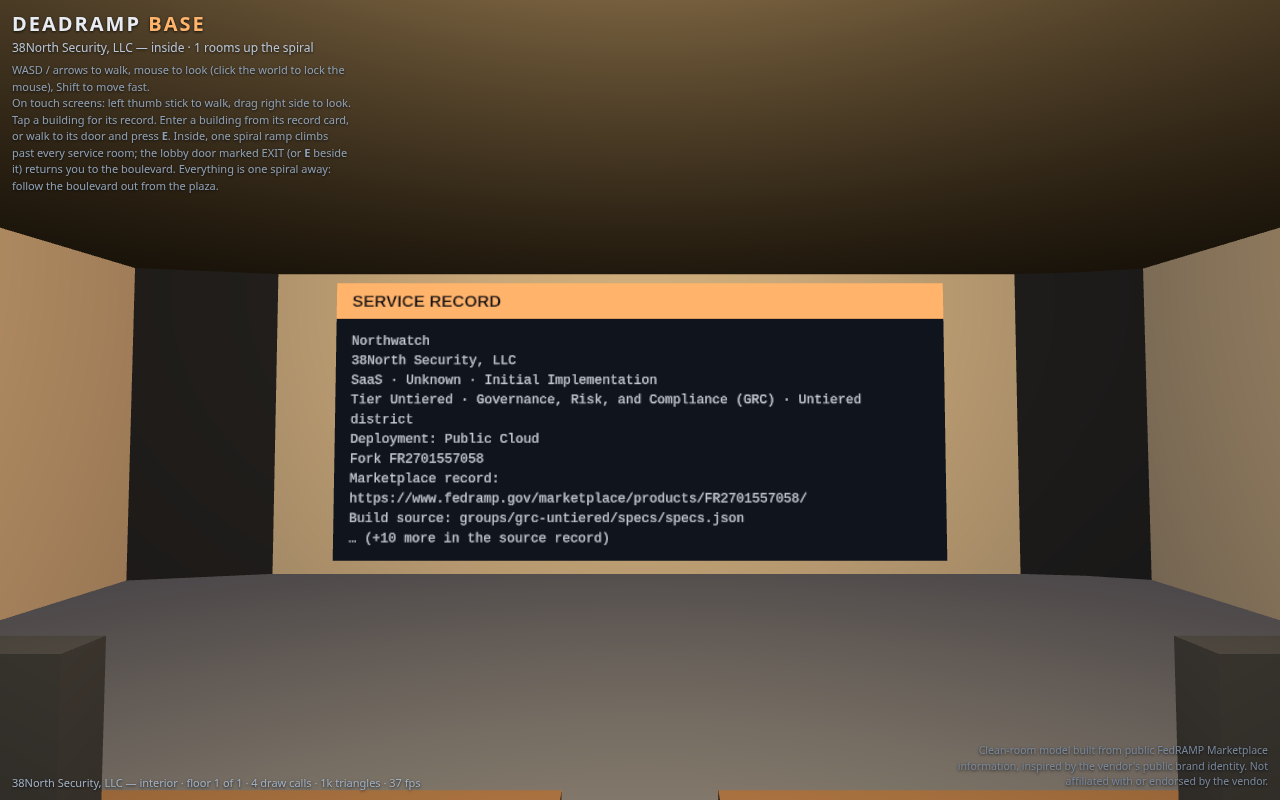 DEADRAMP BASE
38North Security, LLC — inside · 1 rooms up the spiral
WASD / arrows to walk, mouse to look (click the world to lock the
mouse), Shift to move fast.
On touch screens: left thumb stick to walk, drag right side to look.
Tap a building for its record. Enter a building from its record card,
or walk to its door and press E. Inside, one spiral ramp climbs
past every service room; the lobby door marked EXIT (or E beside
it) returns you to the boulevard. Everything is one spiral away:
follow the boulevard out from the plaza.
SERVICE RECORD
Northwatch
38North Security, LLC
SaaS · Unknown · Initial Implementation
Tier Untiered · Governance, Risk, and Compliance (GRC) · Untiered
district
Deployment: Public Cloud
Fork FR2701557058
Marketplace record:
https://www.fedramp.gov/marketplace/products/FR2701557058/
Build source: groups/grc-untiered/specs/specs.json
… (+10 more in the source record)
Clean-room model built from public FedRAMP Marketplace
information, inspired by the vendor's public brand identity. Not
affiliated with or endorsed by the vendor.
38North Security, LLC — interior · floor 1 of 1 · 4 draw calls · 1k triangles · 37 fps